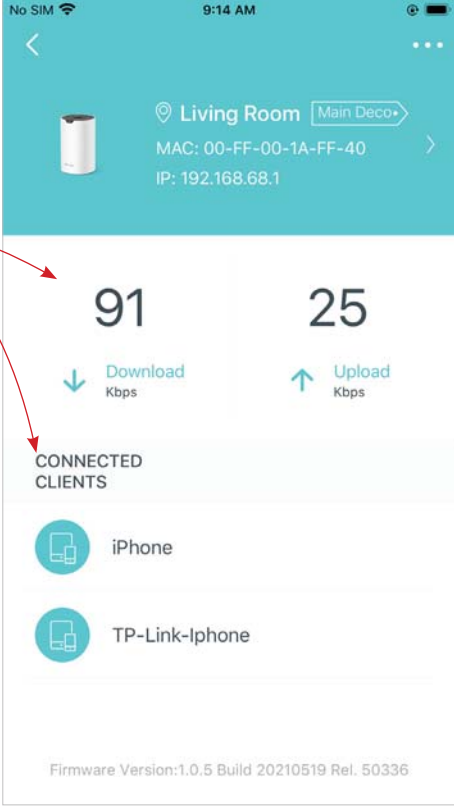 No SIM 9:14 AM
Living Room Main Deco
MAC: 00-FF-00-1A-FF-40
IP: 192.168.68.1
91 25
Download Upload
Kbps Kbps
CONNECTED
CLIENTS
iPhone
TP-Link-Iphone
Firmware Version:1.0.5 Build 20210519 Rel. 50336